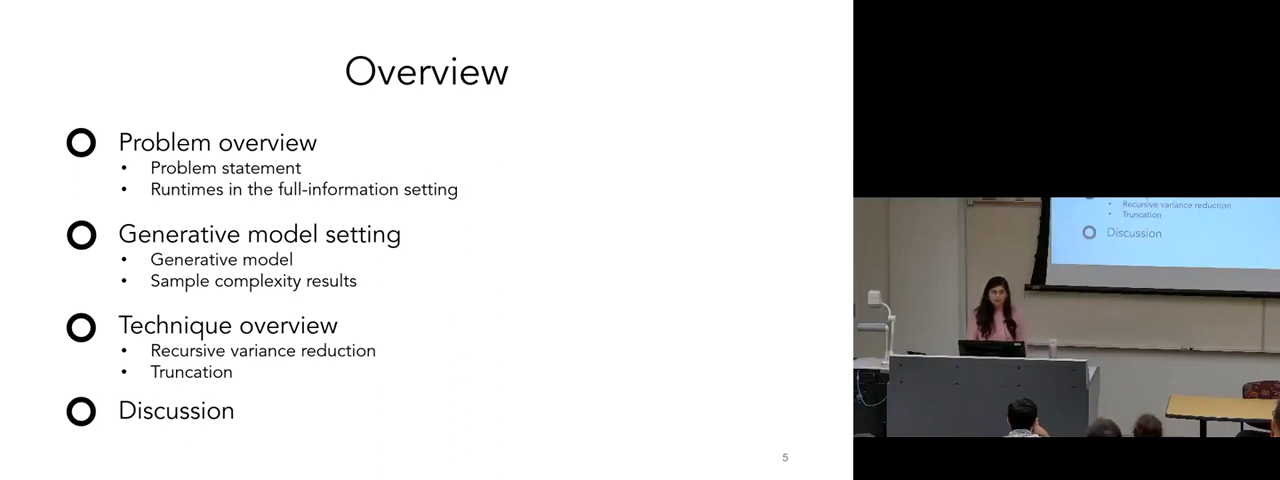 Overview
Problem overview
• Problem statement
• Runtimes in the full-information setting
Generative model setting
• Generative model
• Sample complexity results
Technique overview
• Recursive variance reduction
• Truncation
Discussion
5
• Recursive variance reduction
• Truncation
Discussion